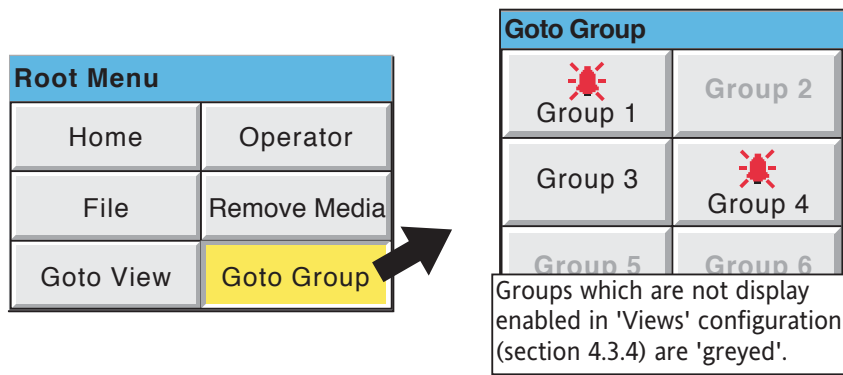 Root Menu
Home
Operator
File
Remove Media
Goto View
Goto Group
Goto Group
Group 1
Group 2
Group 3
Group 4
Group 5
Group 6
Groups which are not display
enabled in 'Views' configuration
(section 4.3.4) are 'greyed'.